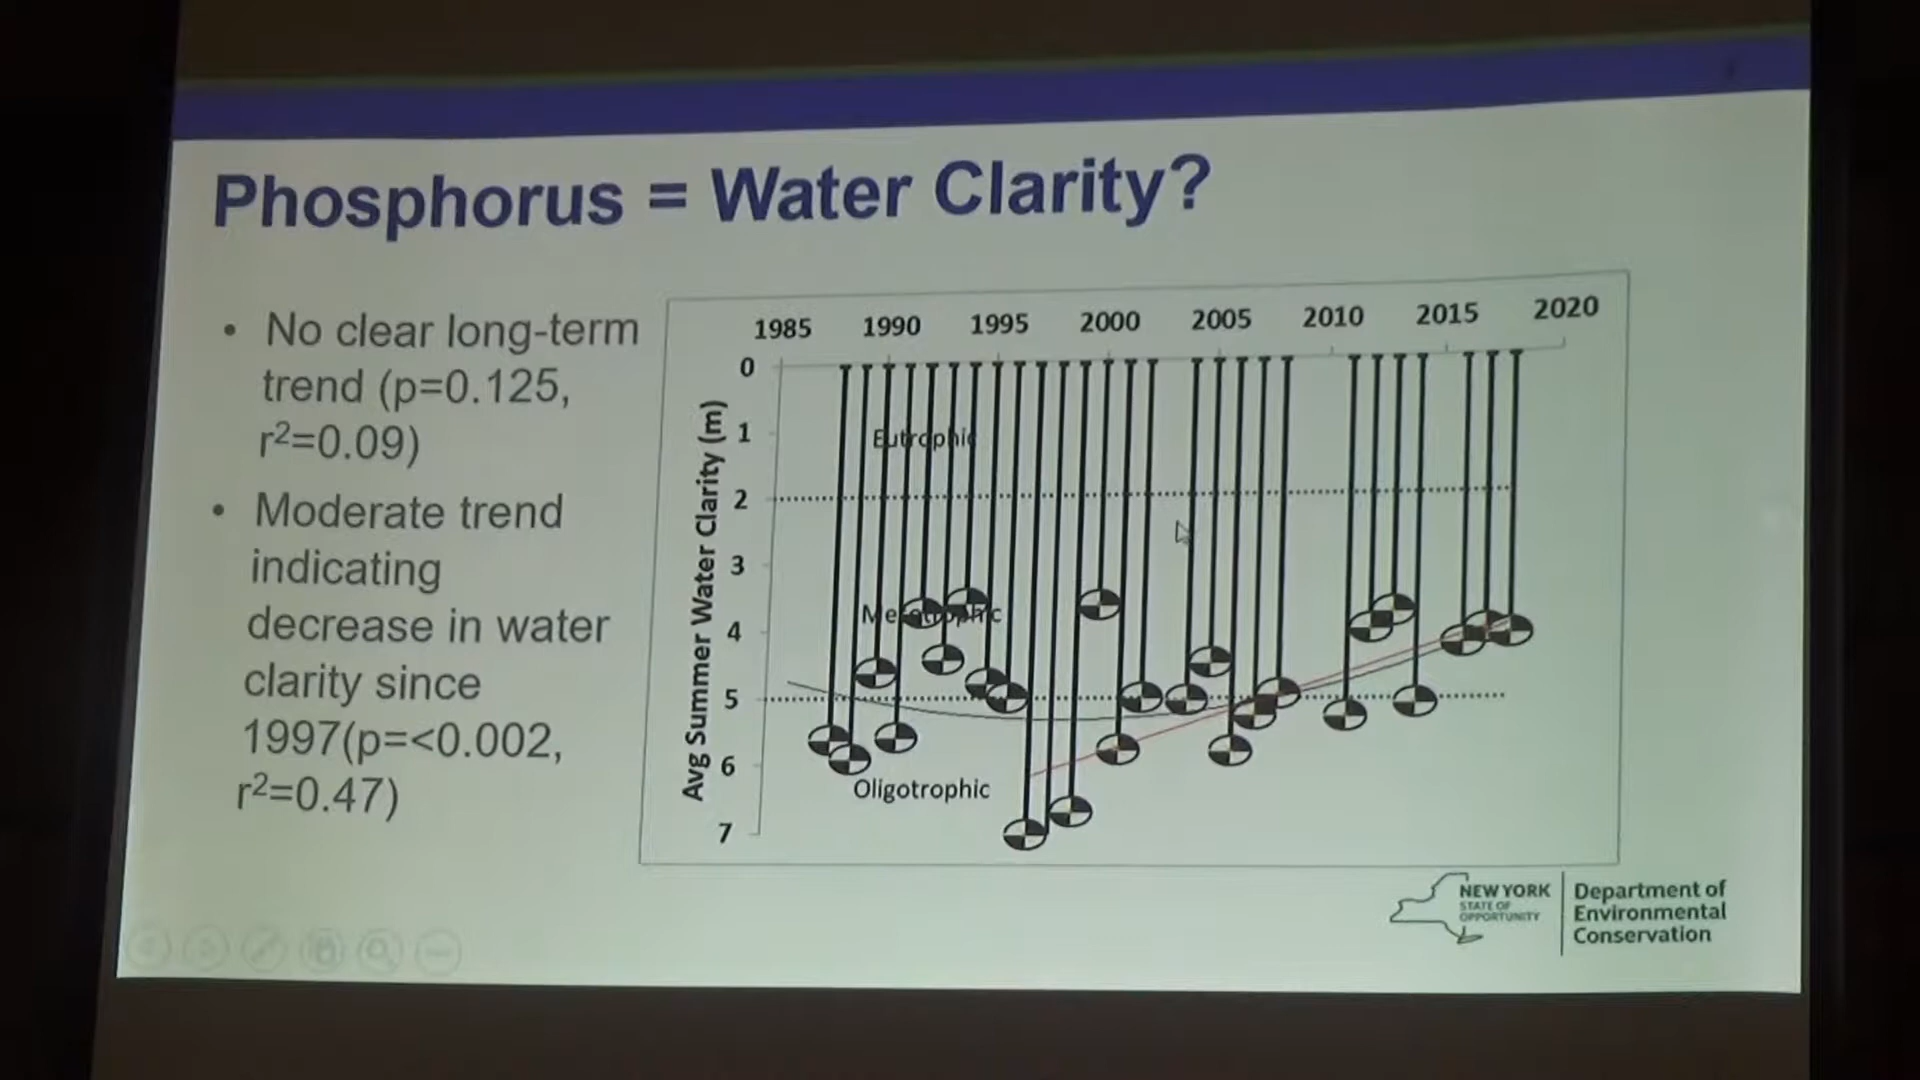 Phosphorus = Water Clarity?
• No clear long-term
trend (p=0.125,
r²=0.09)
• Moderate trend
indicating
decrease in water
clarity since
1997(p=<0.002,
r²=0.47)
1985 1990 1995 2000 2005 2010 2015 2020
Avg Summer Water Clarity (m)
0
1
2
3
4
5
6
7
Eutrophic
Mesotrophic
Oligotrophic
NEW YORK
STATE OF
OPPORTUNITY
Department of
Environmental
Conservation